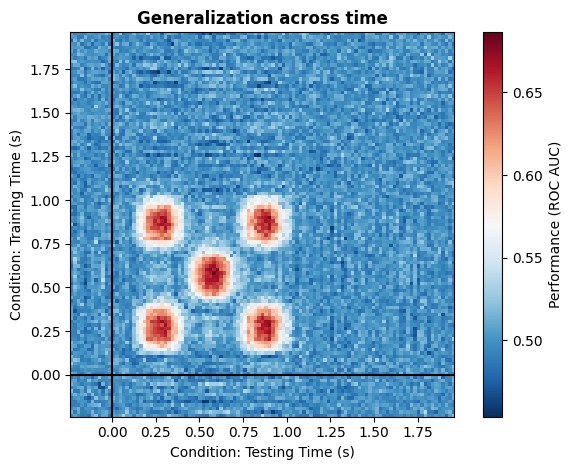 Generalization across time
Condition: Training Time (s)
1.75
1.50
1.25
1.00
0.75
0.50
0.25
0.00
0.00 0.25 0.50 0.75 1.00 1.25 1.50 1.75
Condition: Testing Time (s)
0.65
0.60
0.55
0.50
Performance (ROC AUC)